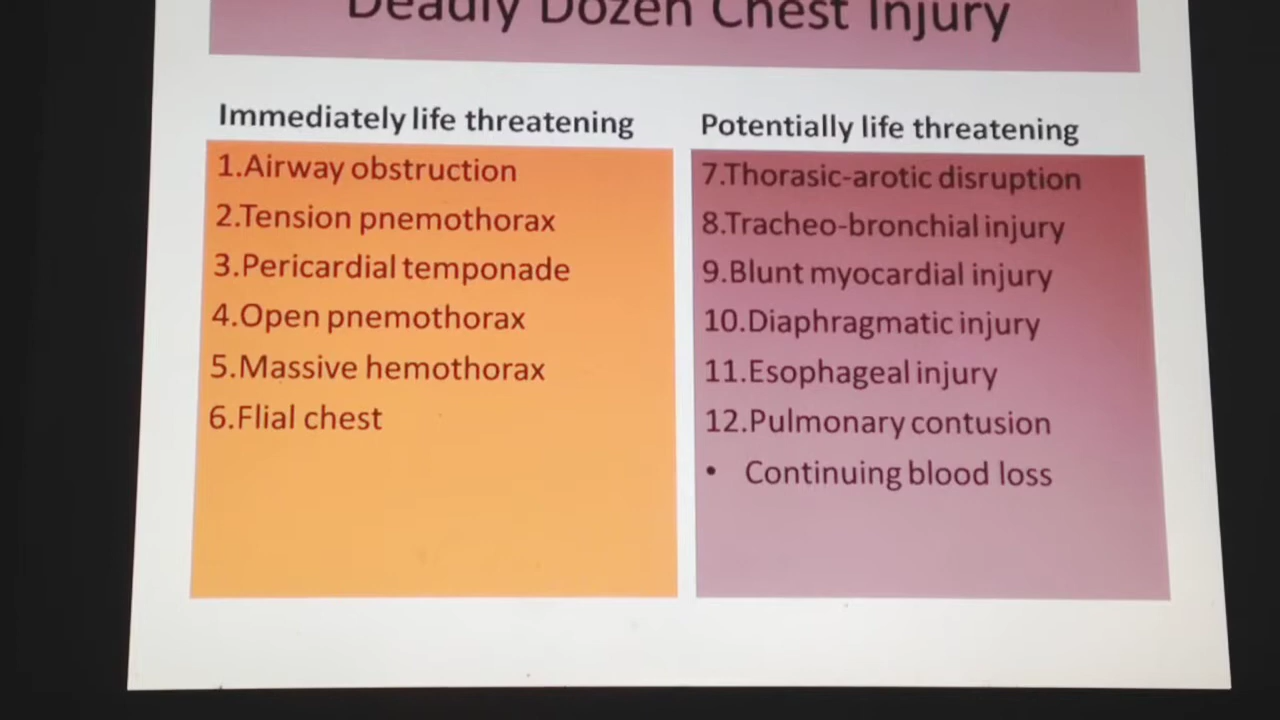 Deadly Dozen Chest Injury
Immediately life threatening
1.Airway obstruction
2.Tension pnemothorax
3.Pericardial temponade
4.Open pnemothorax
5.Massive hemothorax
6.Flial chest
Potentially life threatening
7.Thorasic-arotic disruption
8.Tracheo-bronchial injury
9.Blunt myocardial injury
10.Diaphragmatic injury
11.Esophageal injury
12.Pulmonary contusion
• Continuing blood loss